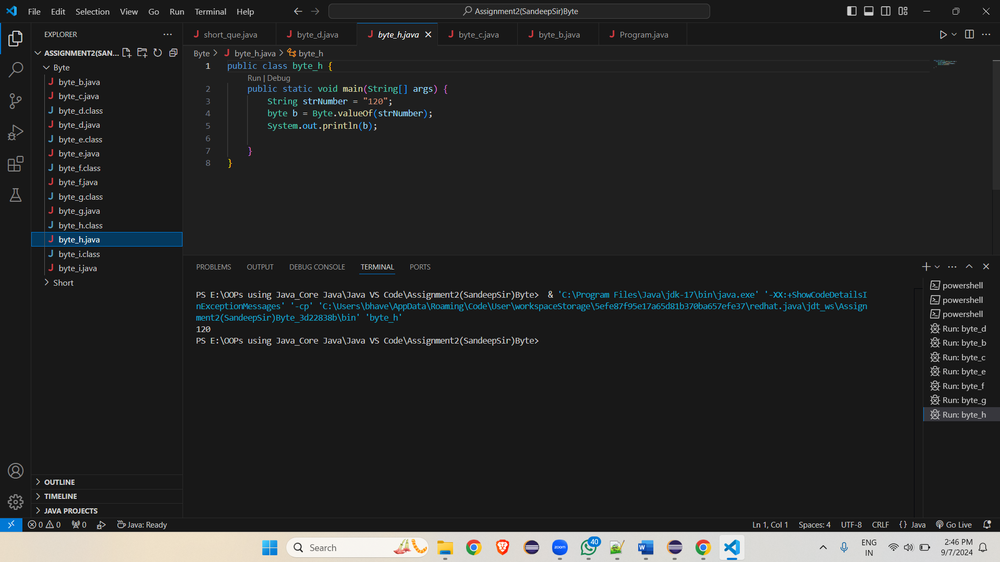 File Edit Selection View Go Run Terminal Help
Assignment2(SandeepSir)Byte
EXPLORER
ASSIGNMENT2(SAN...
Byte
byte_b.java
byte_c.java
byte_d.class
byte_d.java
byte_e.class
byte_e.java
byte_f.class
byte_f.java
byte_g.class
byte_g.java
byte_h.class
byte_h.java
byte_i.class
byte_i.java
Short
OUTLINE
TIMELINE
JAVA PROJECTS
short_que.java byte_d.java byte_h.java byte_c.java byte_b.java Program.java
Byte > byte_h.java > byte_h
1 public class byte_h {
Run | Debug
2 public static void main(String[] args) {
3 String strNumber = "120";
4 byte b = Byte.valueOf(strNumber);
5 System.out.println(b);
6
7 }
8 }
PROBLEMS OUTPUT DEBUG CONSOLE TERMINAL PORTS
PS E:\OOPs using Java_Core Java\Java VS Code\Assignment2(SandeepSir)Byte> & 'C:\Program Files\Java\jdk-17\bin\java.exe' '-XX:+ShowCodeDetailsI
nExceptionMessages' '-cp' 'C:\Users\bhave\AppData\Roaming\Code\User\workspaceStorage\5efe87f95e17a65d81b370ba657efe37\redhat.java\jdt_ws\Assign
ment2(SandeepSir)Byte_3d22838b\bin' 'byte_h'
120
PS E:\OOPs using Java_Core Java\Java VS Code\Assignment2(SandeepSir)Byte>
powershell
powershell
powershell
Run: byte_d
Run: byte_b
Run: byte_c
Run: byte_e
Run: byte_f
Run: byte_g
Run: byte_h
0 0 0 Java: Ready Ln 1, Col 1 Spaces: 4 UTF-8 CRLF {} Java Go Live
Search zoom 40 W ENG 2:46 PM
IN 9/7/2024